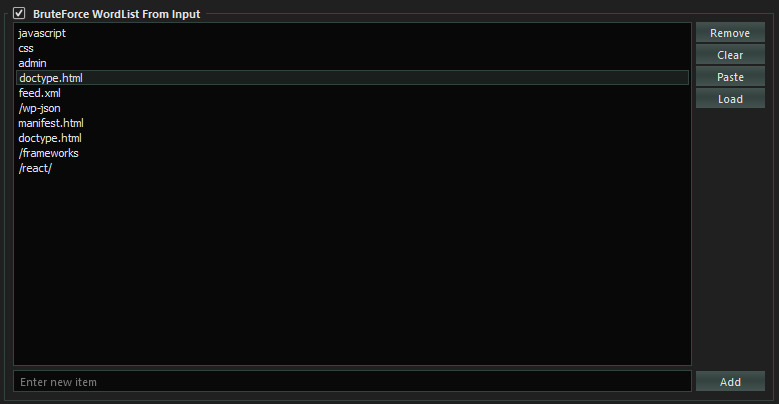 BruteForce WordList From Input
javascript
css
admin
doctype.html
feed.xml
/wp-json
manifest.html
doctype.html
/frameworks
/react/
Remove
Clear
Paste
Load
Enter new item
Add